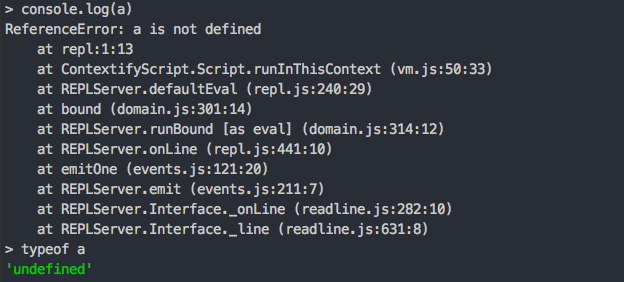 > console.log(a)
ReferenceError: a is not defined
    at repl:1:13
    at ContextifyScript.Script.runInThisContext (vm.js:50:33)
    at REPLServer.defaultEval (repl.js:240:29)
    at bound (domain.js:301:14)
    at REPLServer.runBound [as eval] (domain.js:314:12)
    at REPLServer.onLine (repl.js:441:10)
    at emitOne (events.js:121:20)
    at REPLServer.emit (events.js:211:7)
    at REPLServer.Interface._onLine (readline.js:282:10)
    at REPLServer.Interface._line (readline.js:631:8)
> typeof a
'undefined'